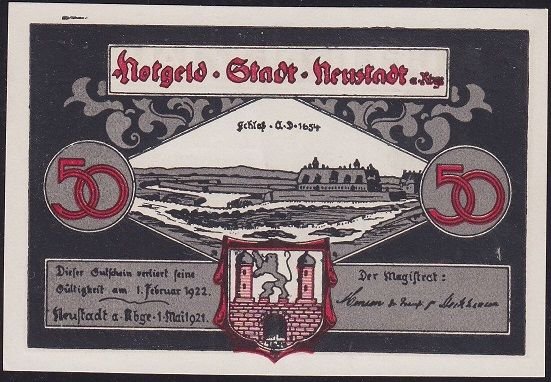 Notgeld · Stadt · Neustadt a. Rbge
Schloß · A · D · 1654
50
50
Dieser Gutschein verliert seine
Gültigkeit am 1. Februar 1922.
Neustadt a. Rbge · 1 · Mai 1921.
Der Magistrat: